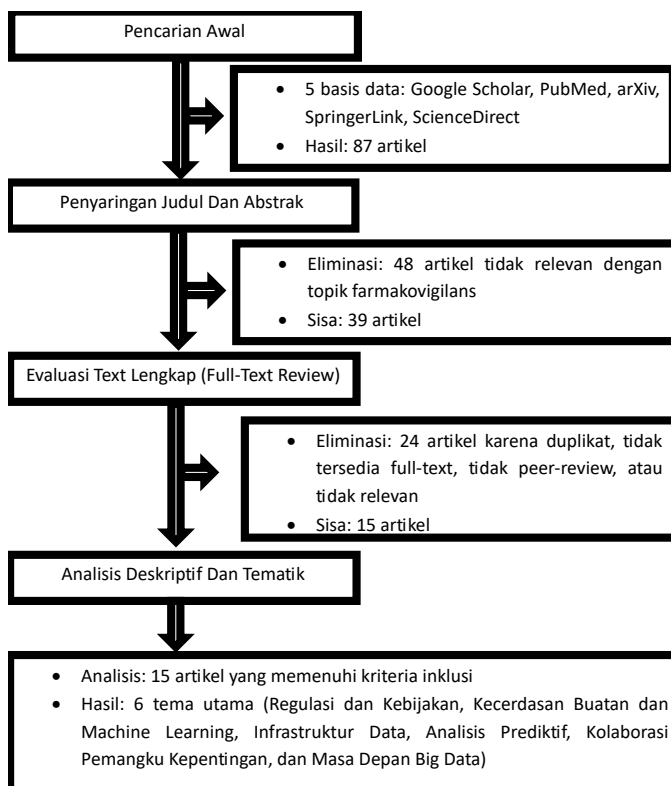 Pencarian Awal
• 5 basis data: Google Scholar, PubMed, arXiv,
SpringerLink, ScienceDirect
• Hasil: 87 artikel
Penyaringan Judul Dan Abstrak
• Eliminasi: 48 artikel tidak relevan dengan
topik farmakovigilans
• Sisa: 39 artikel
Evaluasi Text Lengkap (Full-Text Review)
• Eliminasi: 24 artikel karena duplikat, tidak
tersedia full-text, tidak peer-review, atau
tidak relevan
• Sisa: 15 artikel
Analisis Deskriptif Dan Tematik
• Analisis: 15 artikel yang memenuhi kriteria inklusi
• Hasil: 6 tema utama (Regulasi dan Kebijakan, Kecerdasan Buatan dan
Machine Learning, Infrastruktur Data, Analisis Prediktif, Kolaborasi
Pemangku Kepentingan, dan Masa Depan Big Data)